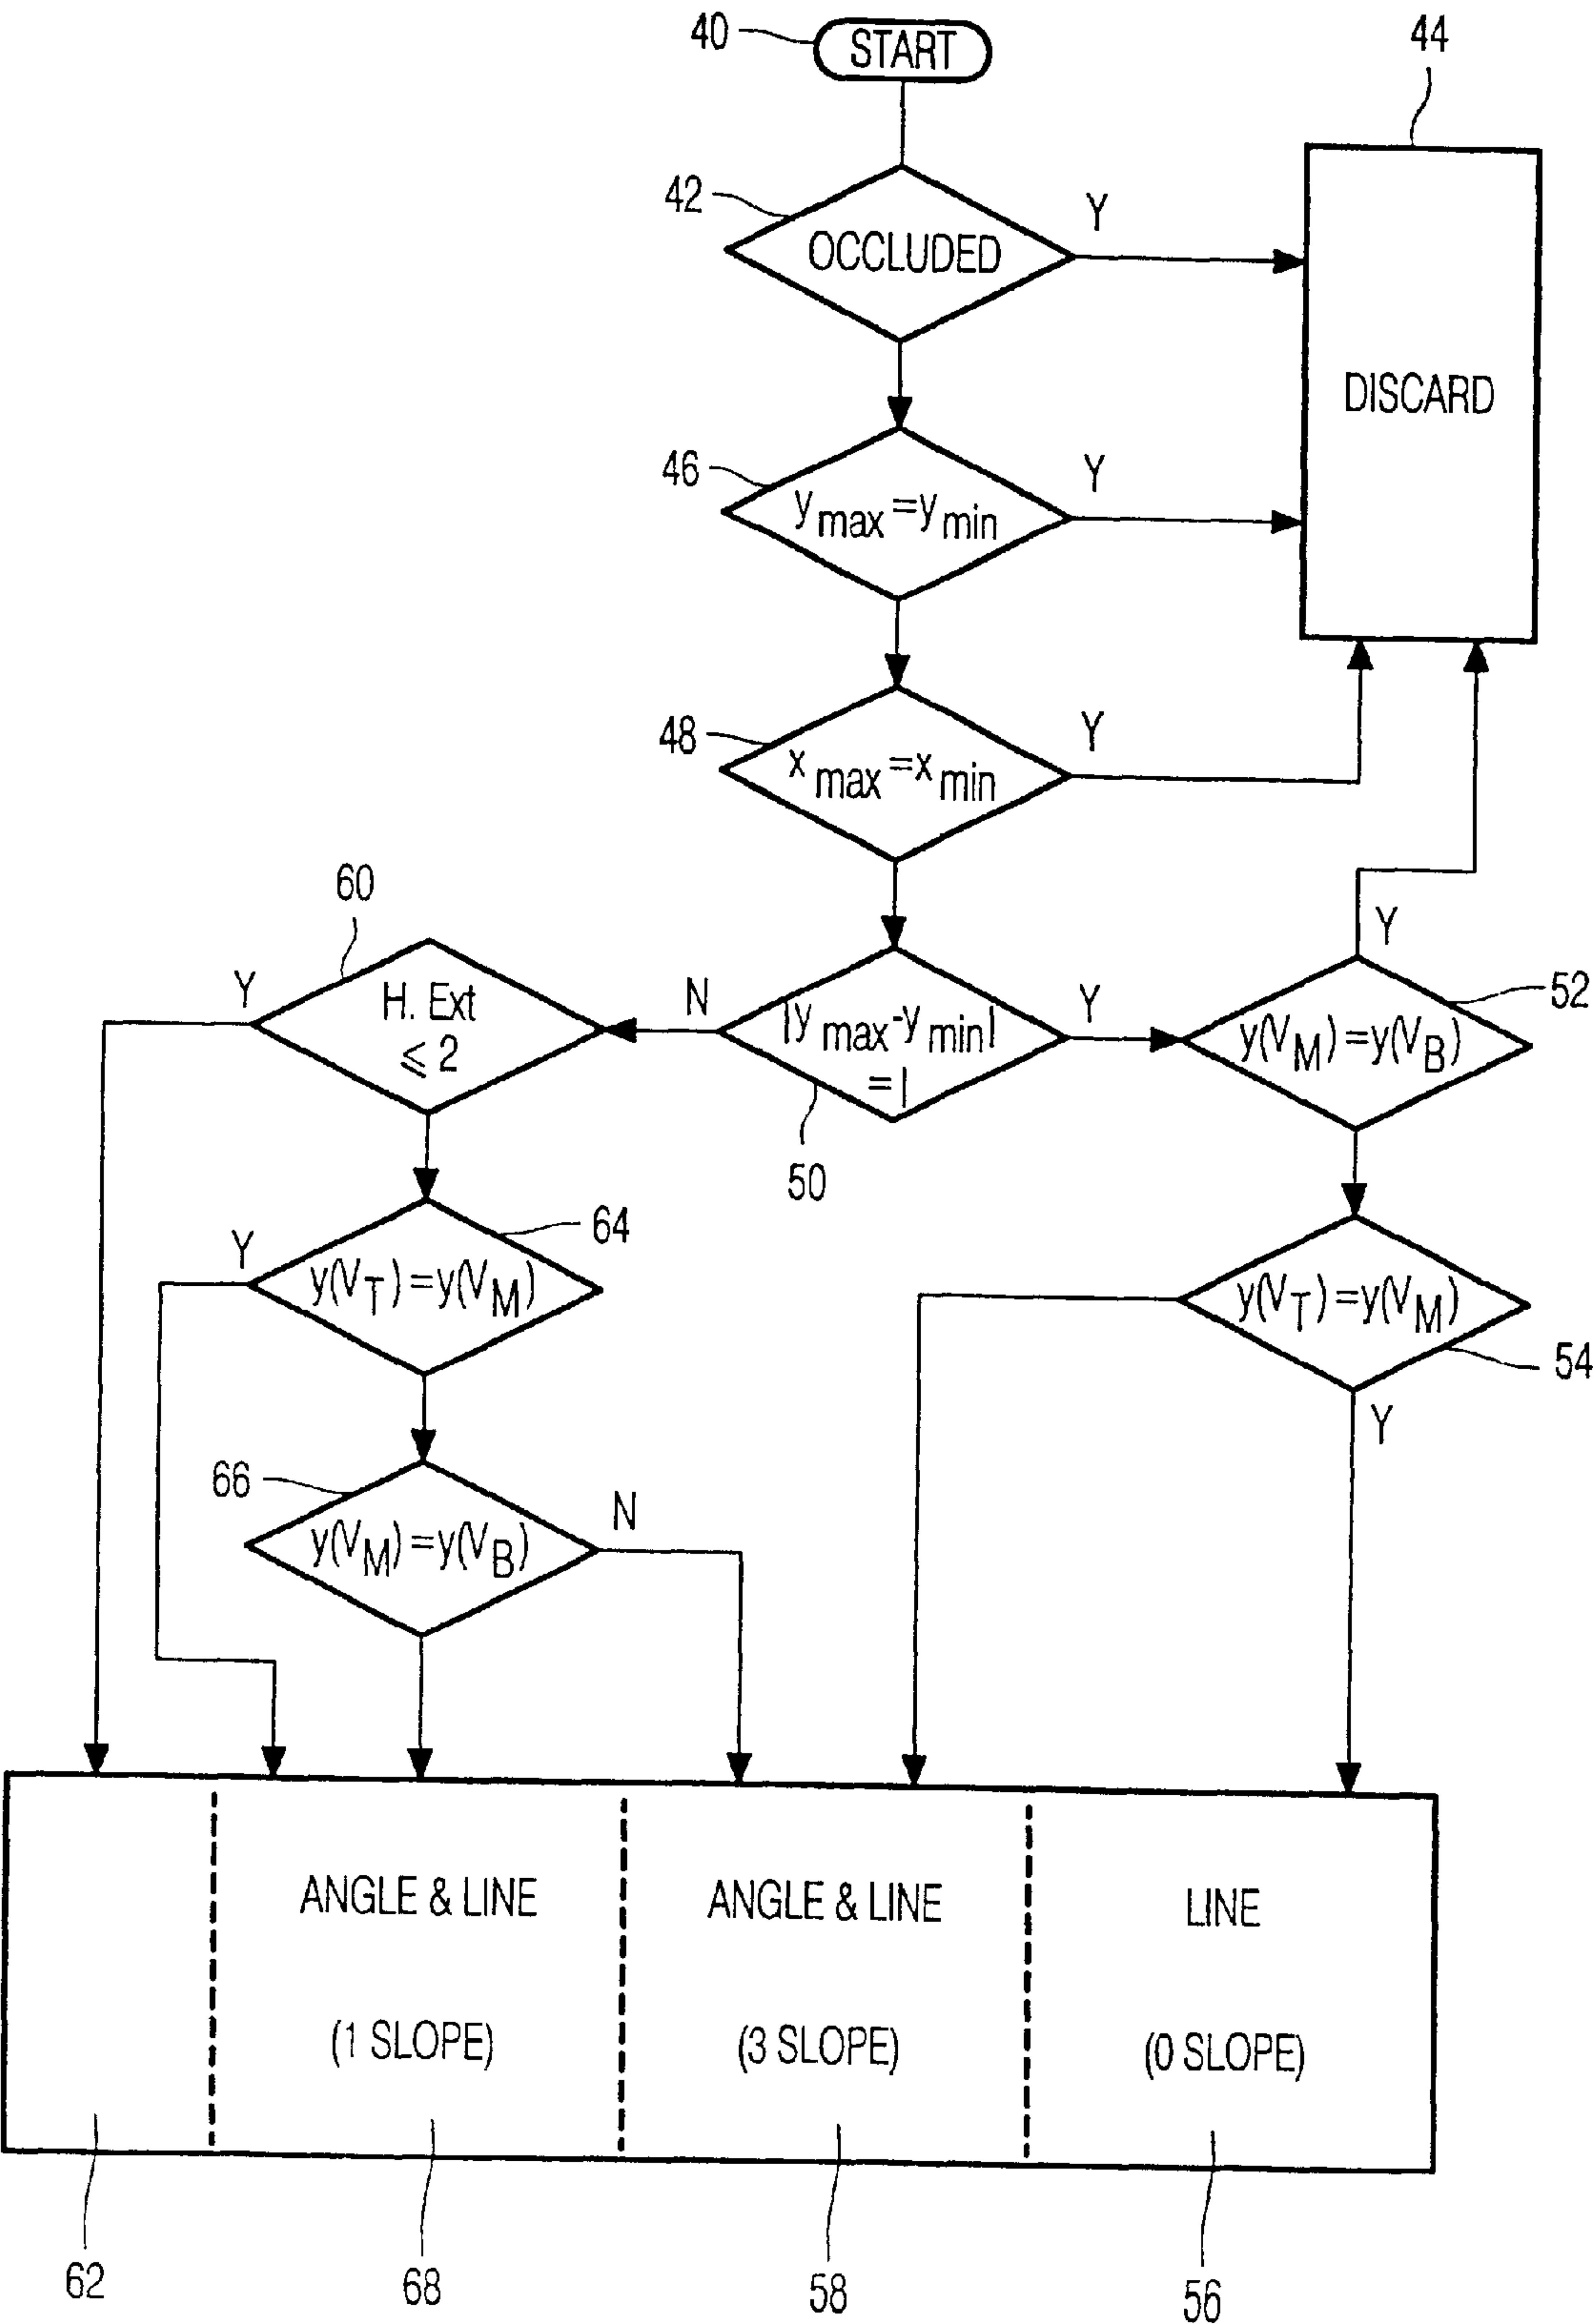 40
START
44
42
OCCLUDED
Y
DISCARD
46
y max = y min
Y
48
x max = x min
Y
60
Y
H. Ext
⩽ 2
N
|y max - y min|
= 1
50
Y
Y
52
y(V M) = y(V B)
64
Y
y(V T) = y(V M)
y(V T) = y(V M)
54
Y
66
y(V M) = y(V B)
N
ANGLE & LINE
(1 SLOPE)
ANGLE & LINE
(3 SLOPE)
LINE
(0 SLOPE)
62
68
58
56